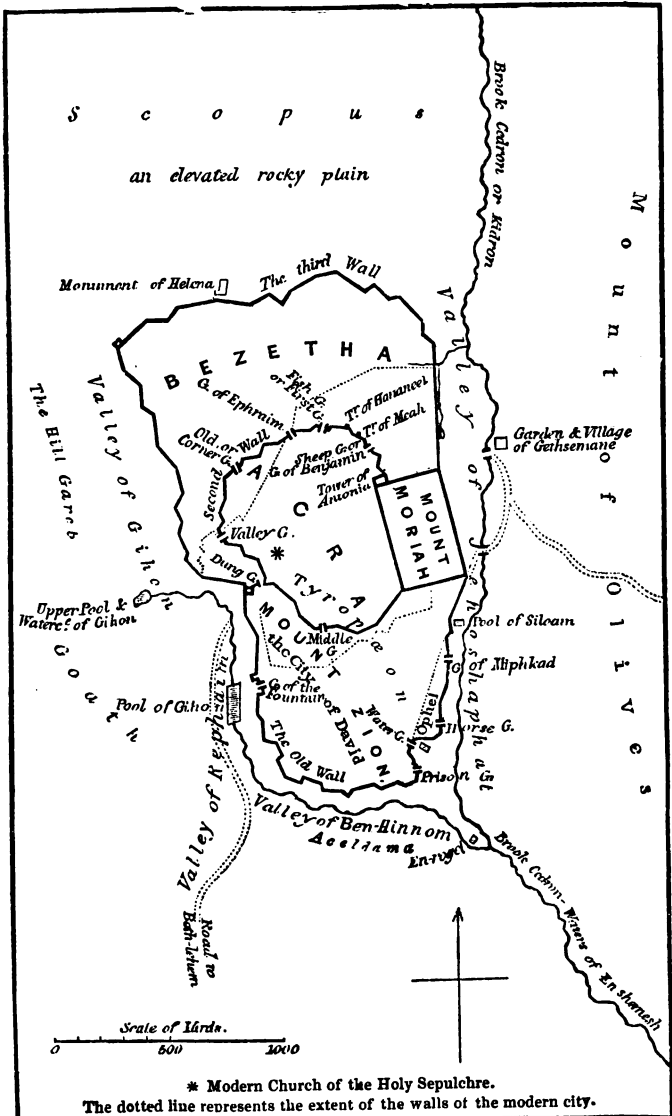 Scopus
an elevated rocky plain
Brook Cedron or Kidron
Mount of Olives
Monument of Helena
The third Wall
BEZETHA
Valley of Jehoshaphat
Fish G.
or First G.
G. of Ephraim
Tr. of Hananeel
Tr. of Meah
Old or
Corner G.
Second Wall
Sheep G. or
G. of Benjamin
Tower of
Antonia
ACRA
MOUNT
MORIAH
Garden & Village
of Gethsemane
The Hill Gareb
Valley of Gihon
Valley G.
Dung G.
Tyropœon
Upper Pool &
Waterc. of Gihon
Goath
MOUNT ZION.
the City of David
Middle
G.
Pool of Siloam
G. of Miphkad
Pool of Gihon
G. of the
Fountain
Water G.
Ophel
Horse G.
Prison G.
The Old Wall
Valley of Rephaim
Valley of Ben-Hinnom
Aceldama
En-rogel
Brook Cedron-Waters of Enshemesh
Road to
Beth-lehem
Scale of Yards.
0 500 1000
* Modern Church of the Holy Sepulchre.
The dotted line represents the extent of the walls of the modern city.